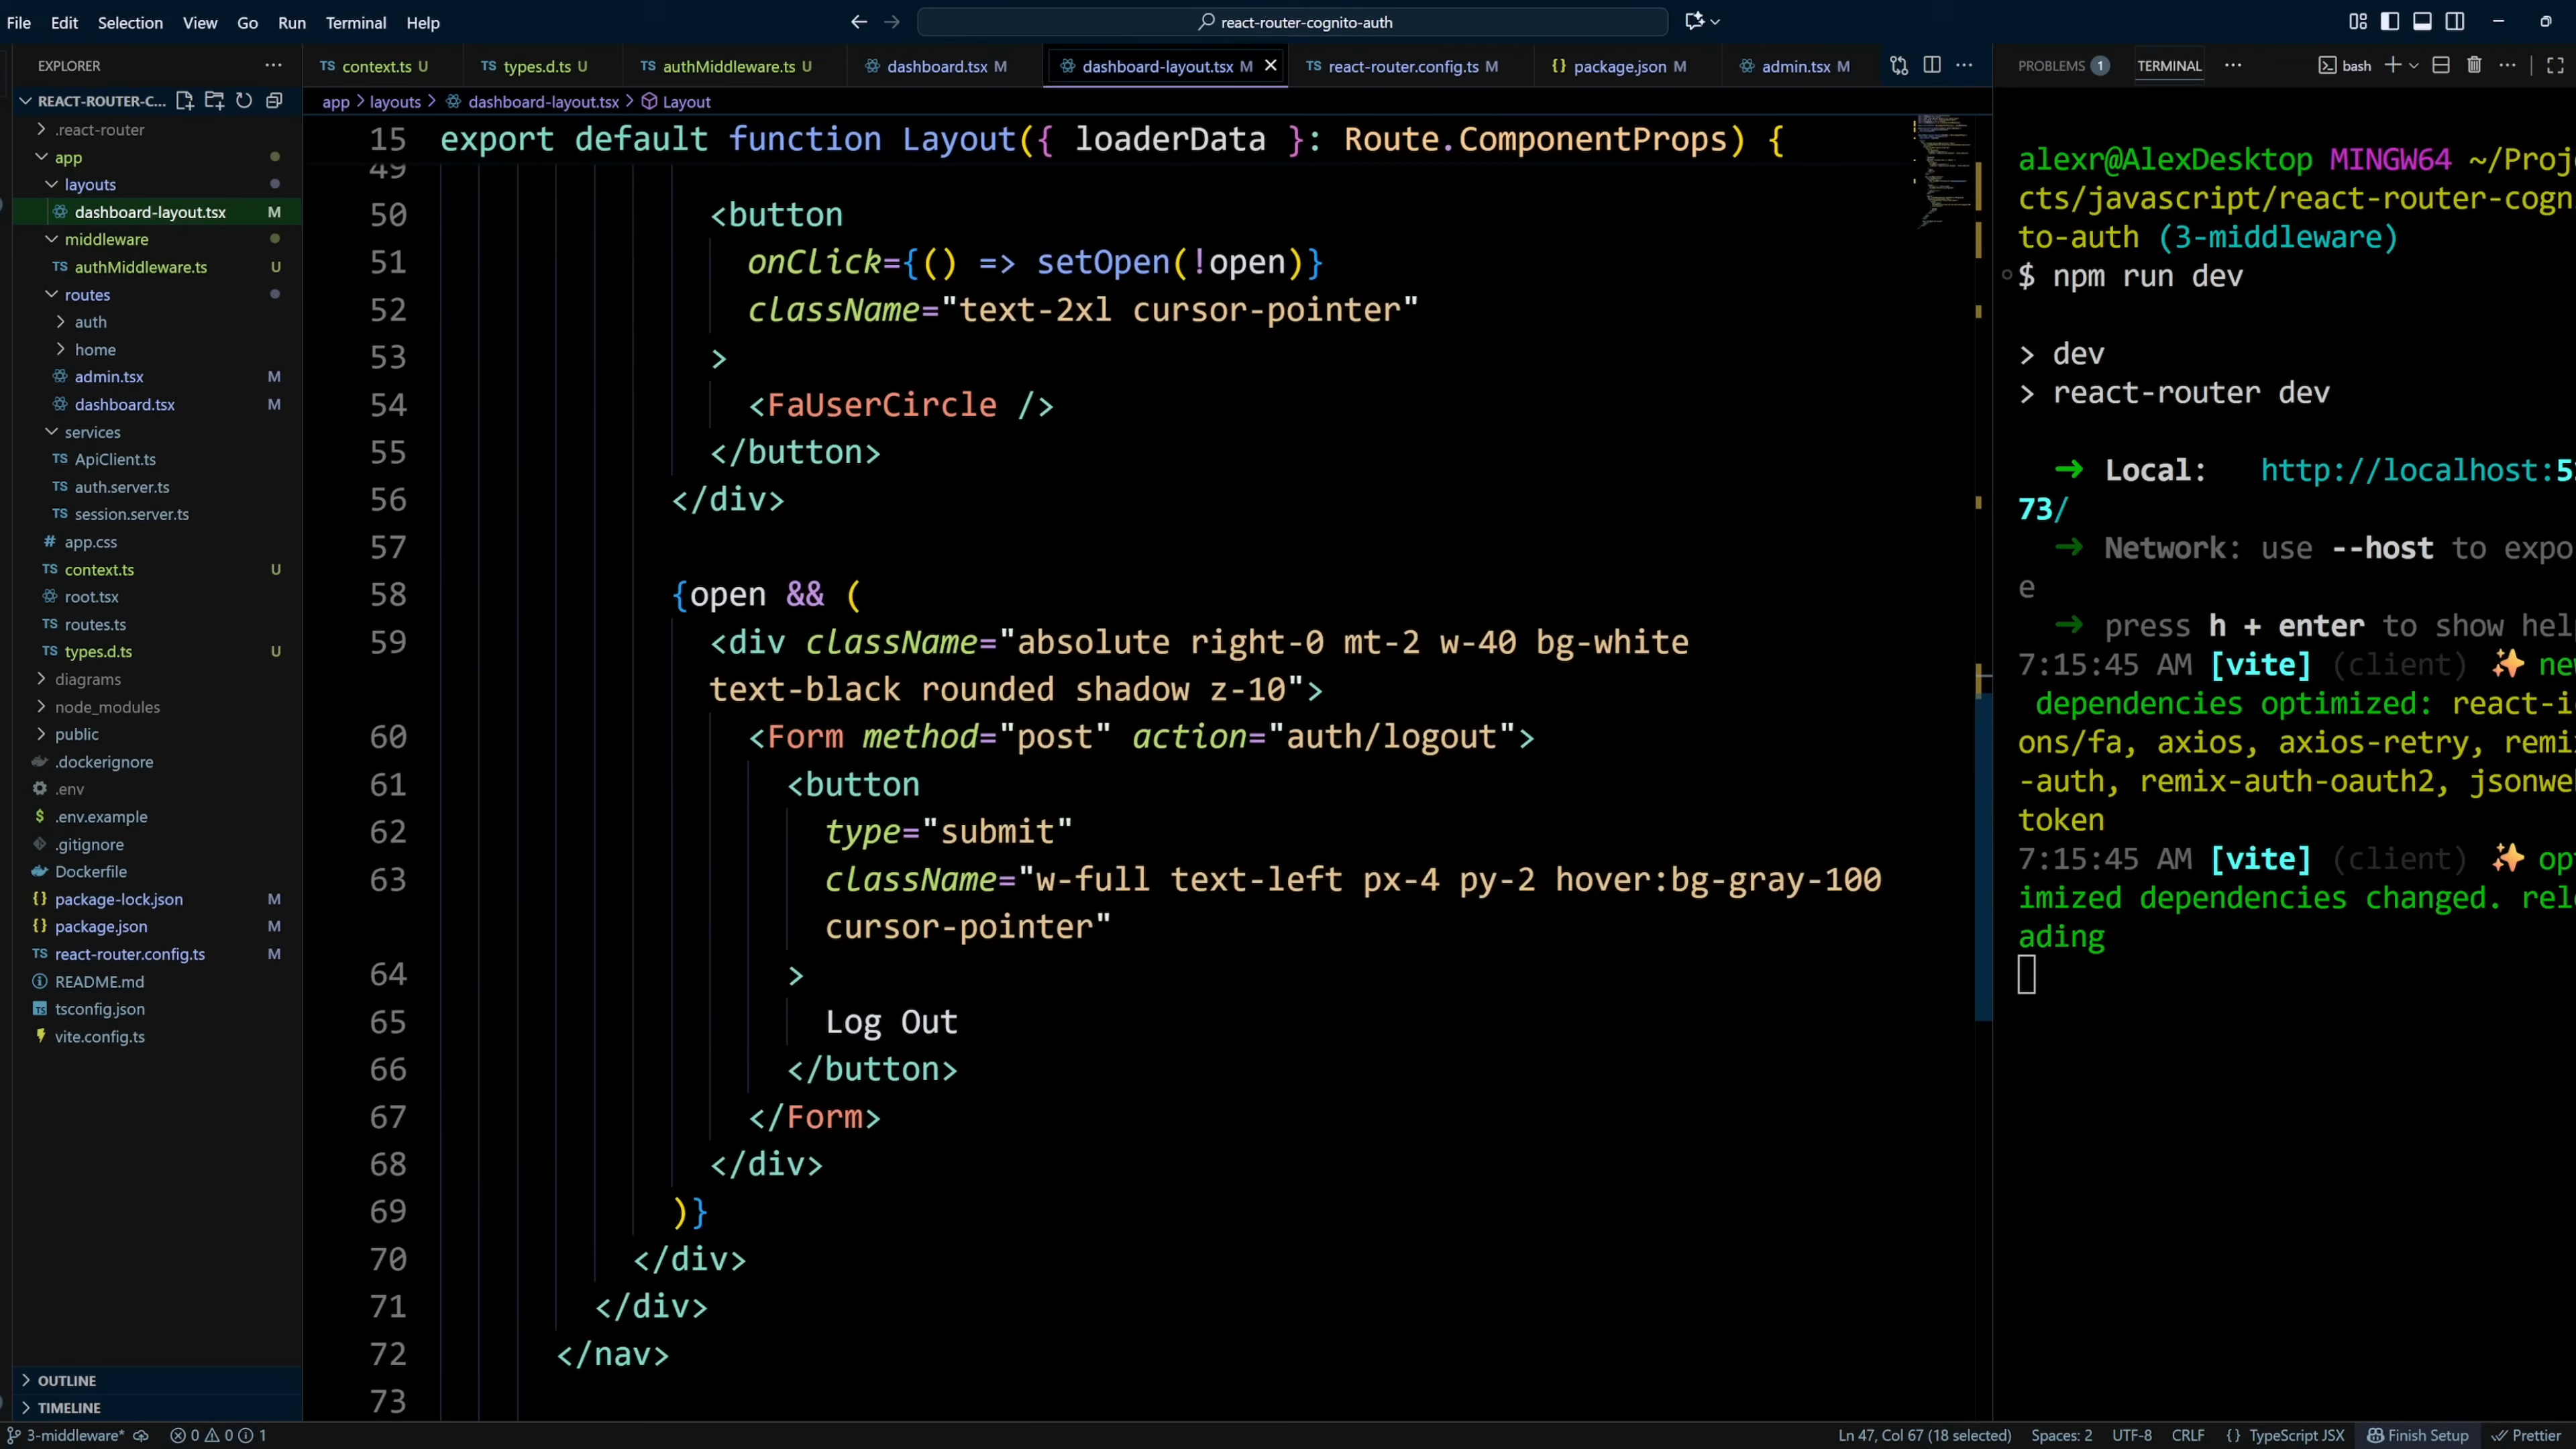 File Edit Selection View Go Run Terminal Help
react-router-cognito-auth
EXPLORER
REACT-ROUTER-C...
.react-router
app
layouts
dashboard-layout.tsx M
middleware
authMiddleware.ts U
routes
auth
home
admin.tsx M
dashboard.tsx M
services
TS ApiClient.ts
TS auth.server.ts
TS session.server.ts
# app.css
TS context.ts U
root.tsx
TS routes.ts
TS types.d.ts U
diagrams
node_modules
public
.dockerignore
.env
$ .env.example
.gitignore
Dockerfile
{} package-lock.json M
{} package.json M
TS react-router.config.ts M
README.md
tsconfig.json
vite.config.ts
OUTLINE
TIMELINE
TS context.ts U TS types.d.ts U TS authMiddleware.ts U dashboard.tsx M dashboard-layout.tsx M TS react-router.config.ts M {} package.json M admin.tsx M
app > layouts > dashboard-layout.tsx > Layout
15 export default function Layout({ loaderData }: Route.ComponentProps) {
49
50 <button
51 onClick={() => setOpen(!open)}
52 className="text-2xl cursor-pointer"
53 >
54 <FaUserCircle />
55 </button>
56 </div>
57
58 {open && (
59 <div className="absolute right-0 mt-2 w-40 bg-white
text-black rounded shadow z-10">
60 <Form method="post" action="auth/logout">
61 <button
62 type="submit"
63 className="w-full text-left px-4 py-2 hover:bg-gray-100
cursor-pointer"
64 >
65 Log Out
66 </button>
67 </Form>
68 </div>
69 )}
70 </div>
71 </div>
72 </nav>
73
PROBLEMS 1 TERMINAL ... bash
alexr@AlexDesktop MINGW64 ~/Proj
cts/javascript/react-router-cogn
to-auth (3-middleware)
$ npm run dev
> dev
> react-router dev
➜ Local: http://localhost:5
73/
➜ Network: use --host to expo
e
➜ press h + enter to show hel
7:15:45 AM [vite] (client) ✨ ne
dependencies optimized: react-i
ons/fa, axios, axios-retry, remi
-auth, remix-auth-oauth2, jsonwe
token
7:15:45 AM [vite] (client) ✨ op
imized dependencies changed. rel
ading
3-middleware* 0 0 1 Ln 47, Col 67 (18 selected) Spaces: 2 UTF-8 CRLF {} TypeScript JSX Finish Setup Prettier